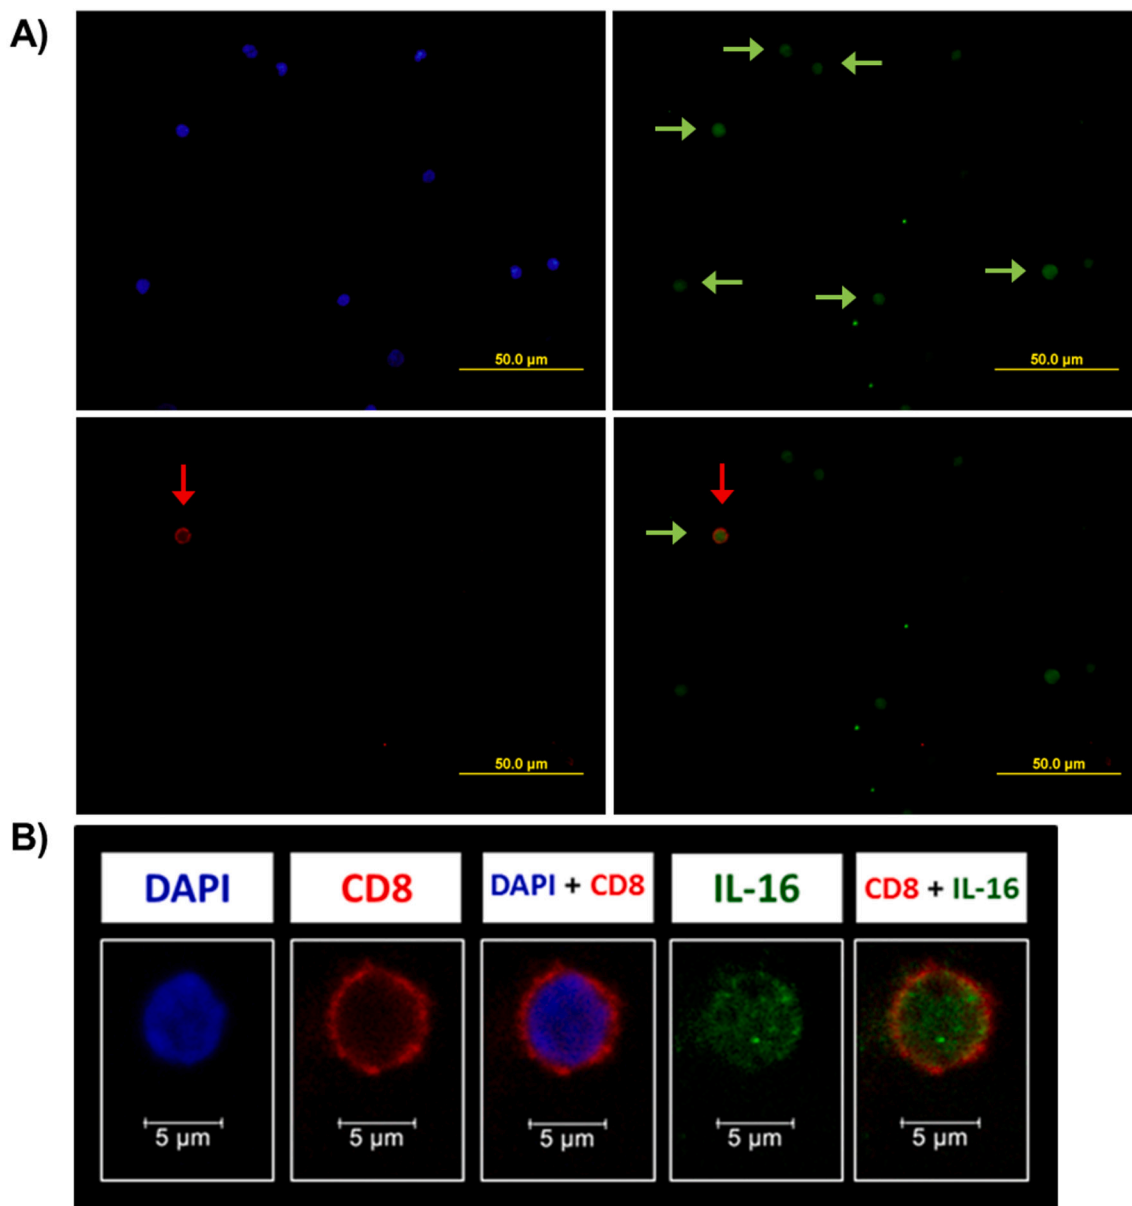 A)
50.0 µm
50.0 µm
50.0 µm
50.0 µm
B)
DAPI
CD8
DAPI + CD8
IL-16
CD8 + IL-16
5 µm
5 µm
5 µm
5 µm
5 µm